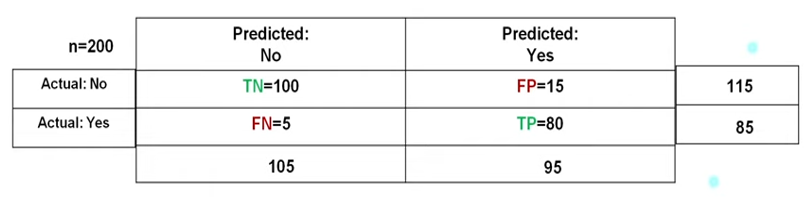 n=200
Predicted:
No
Predicted:
Yes
Actual: No
TN=100
FP=15
115
Actual: Yes
FN=5
TP=80
85
105
95